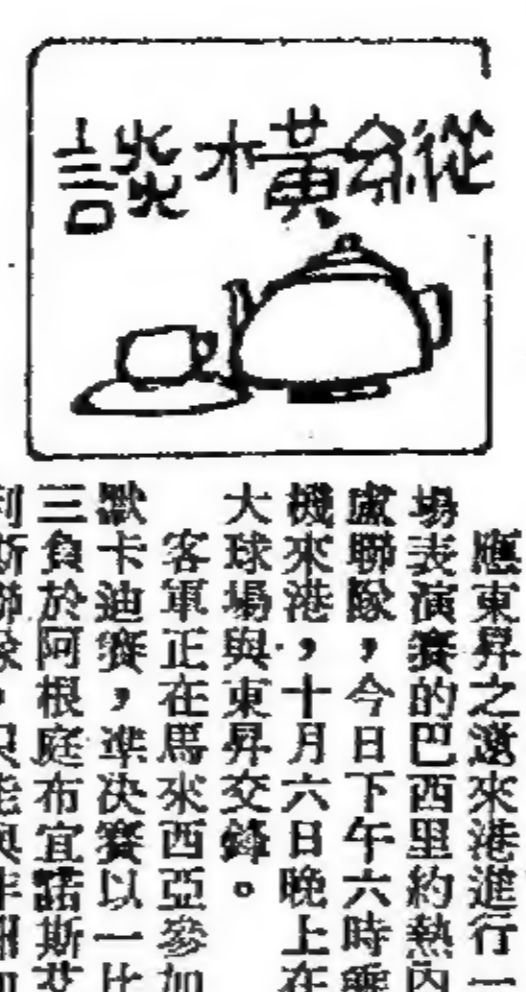 縱橫談
應東昇之邀來港進行一
場表演賽的巴西里約熱內
盧聯隊，今日下午六時乘
機來港，十月六日晚上在
大球場與東昇交鋒。
客軍正在馬來西亞參加
默卡迪賽，準決賽以一比
三負於阿根庭布宜諾斯艾
利斯聯隊，只能與非洲加